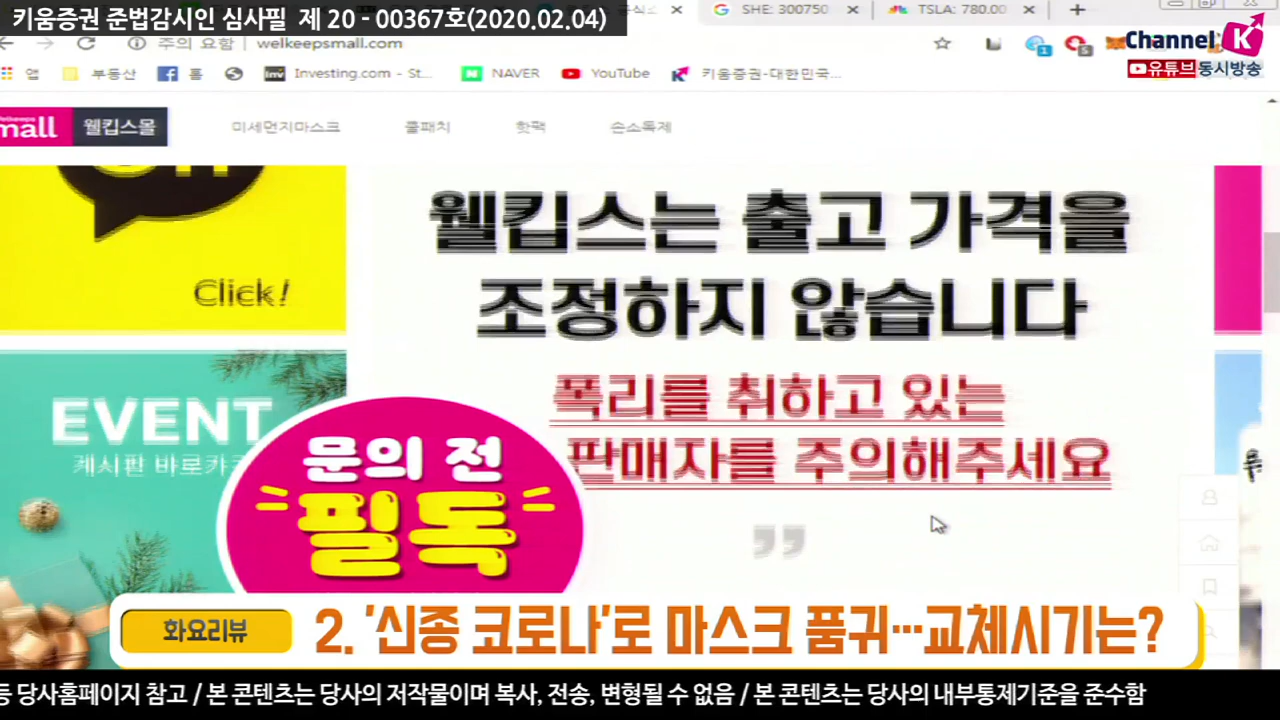 키움증권 준법감시인 심사필 제 20 - 00367호(2020.02.04)
SHE: 300750
TSLA: 780.00
Channel K
유튜브 동시방송
주의 요함 welkeepsmall.com
앱 부동산 홈 Investing.com - St... NAVER YouTube 키움증권-대한민국...
mall 웰킵스몰 미세먼지마스크 쿨패치 핫팩 손소독제
웰킵스는 출고 가격을
조정하지 않습니다
Click!
폭리를 취하고 있는
판매자를 주의해주세요
EVENT
게시판 바로가기
문의 전
필독
화요리뷰
2. '신종 코로나'로 마스크 품귀…교체시기는?
등 당사홈페이지 참고 / 본 콘텐츠는 당사의 저작물이며 복사, 전송, 변형될 수 없음 / 본 콘텐츠는 당사의 내부통제기준을 준수함